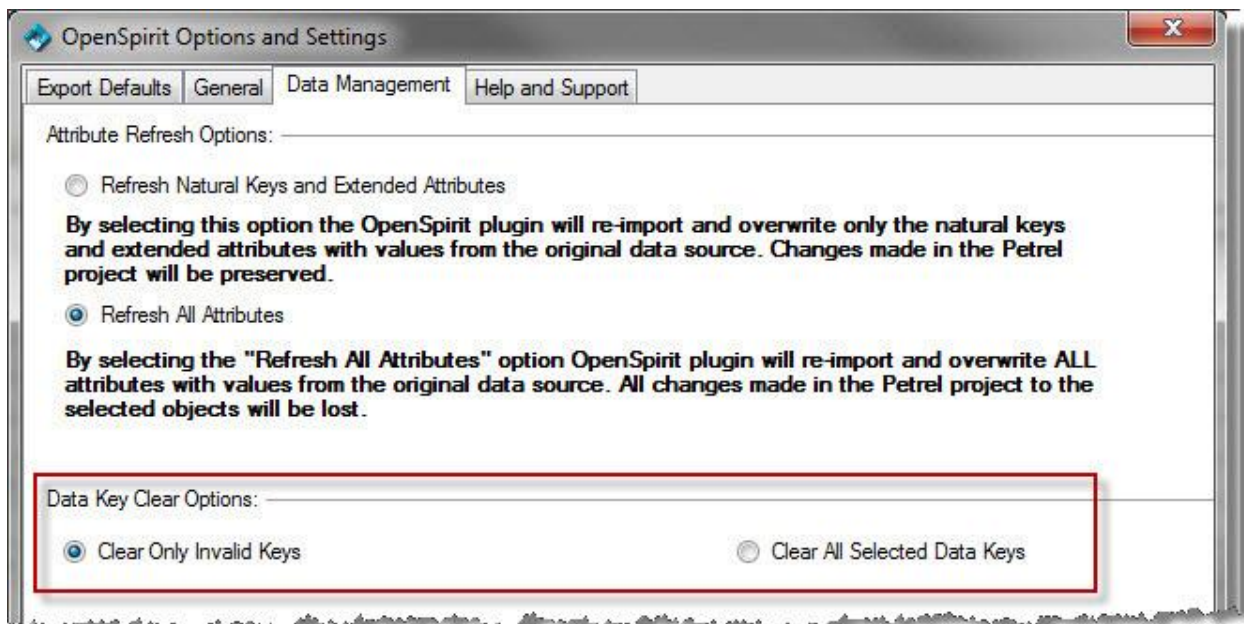 OpenSpirit Options and Settings
Export Defaults General Data Management Help and Support
Attribute Refresh Options:
Refresh Natural Keys and Extended Attributes
By selecting this option the OpenSpirit plugin will re-import and overwrite only the natural keys
and extended attributes with values from the original data source. Changes made in the Petrel
project will be preserved.
Refresh All Attributes
By selecting the "Refresh All Attributes" option OpenSpirit plugin will re-import and overwrite ALL
attributes with values from the original data source. All changes made in the Petrel project to the
selected objects will be lost.
Data Key Clear Options:
Clear Only Invalid Keys Clear All Selected Data Keys